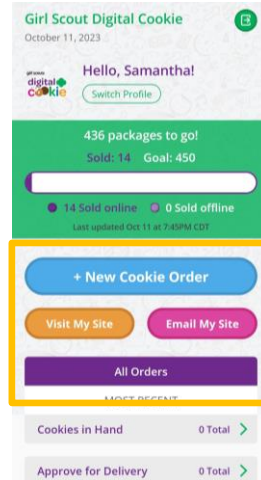 Girl Scout Digital Cookie
October 11, 2023
girl scout
digital
cookie
Hello, Samantha!
Switch Profile
436 packages to go!
Sold: 14 Goal: 450
14 Sold online 0 Sold offline
Last updated Oct 11 at 7:45PM CDT
+ New Cookie Order
Visit My Site Email My Site
All Orders
MOST RECENT
Cookies in Hand 0 Total
Approve for Delivery 0 Total